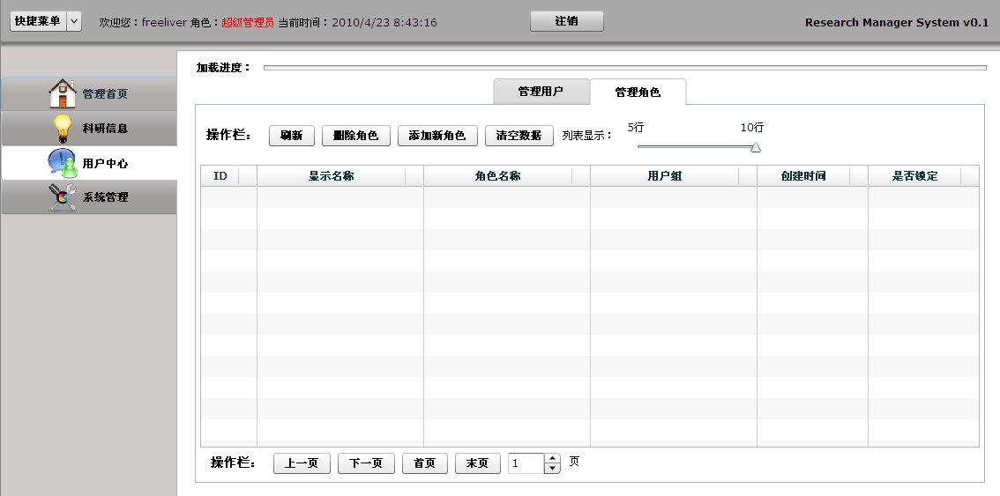 快捷菜单 欢迎您：freeliver 角色：超级管理员 当前时间：2010/4/23 8:43:16 注销 Research Manager System v0.1
加载进度：
管理用户 管理角色
管理首页
科研信息
用户中心
系统管理
操作栏： 刷新 删除角色 添加新角色 清空数据 列表显示： 5行 10行
ID 显示名称 角色名称 用户组 创建时间 是否锁定
操作栏： 上一页 下一页 首页 末页 1 页